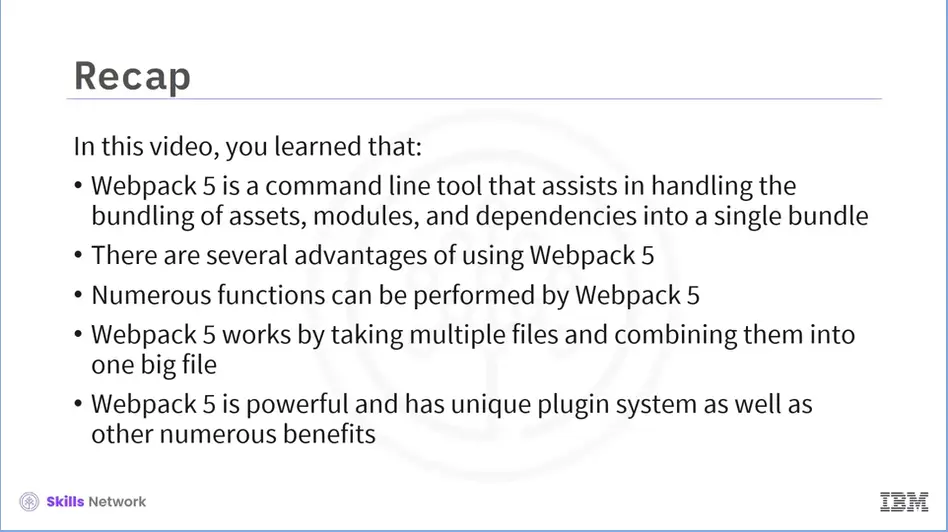 Recap
In this video, you learned that:
• Webpack 5 is a command line tool that assists in handling the
bundling of assets, modules, and dependencies into a single bundle
• There are several advantages of using Webpack 5
• Numerous functions can be performed by Webpack 5
• Webpack 5 works by taking multiple files and combining them into
one big file
• Webpack 5 is powerful and has unique plugin system as well as
other numerous benefits
Skills Network
IBM